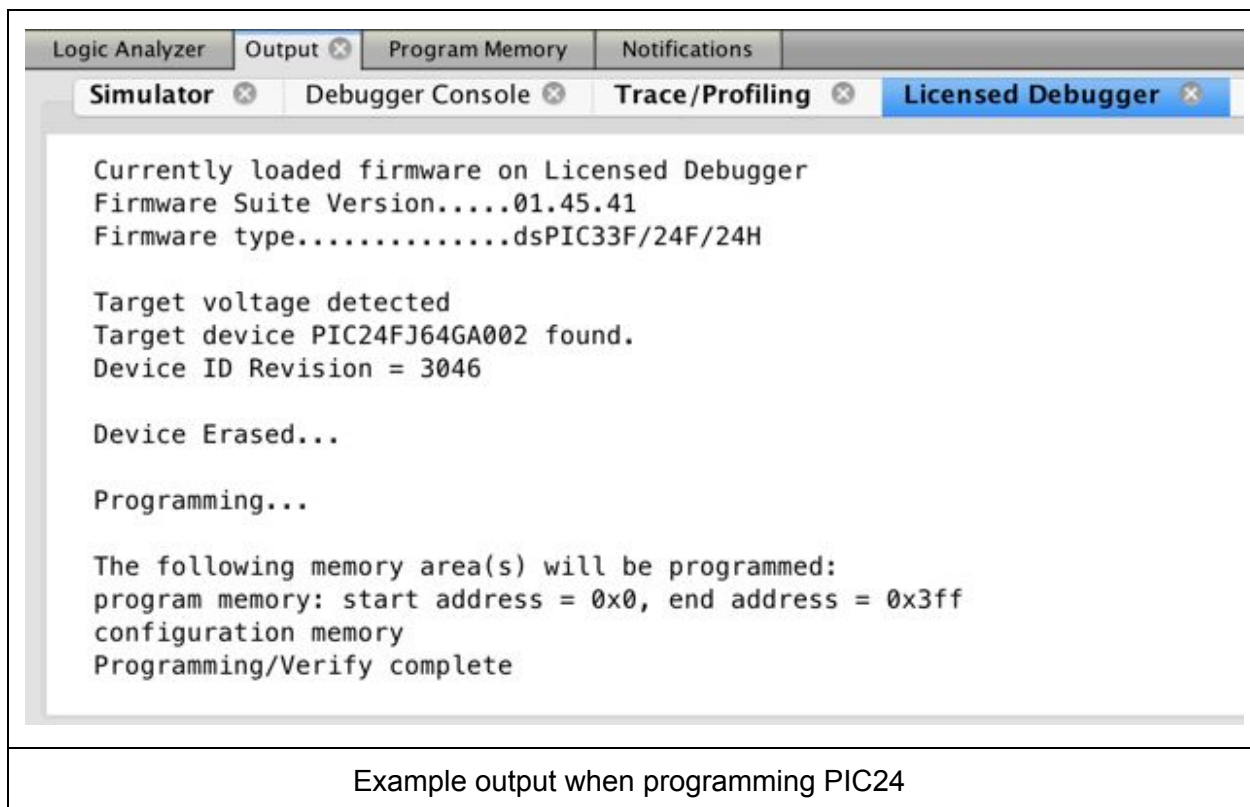 Logic Analyzer Output Program Memory Notifications
Simulator Debugger Console Trace/Profiling Licensed Debugger
Currently loaded firmware on Licensed Debugger
Firmware Suite Version.....01.45.41
Firmware type..............dsPIC33F/24F/24H
Target voltage detected
Target device PIC24FJ64GA002 found.
Device ID Revision = 3046
Device Erased...
Programming...
The following memory area(s) will be programmed:
program memory: start address = 0x0, end address = 0x3ff
configuration memory
Programming/Verify complete
Example output when programming PIC24